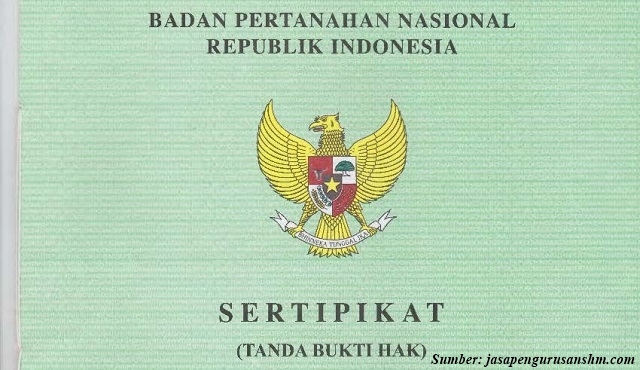 BADAN PERTANAHAN NASIONAL
REPUBLIK INDONESIA
BHINNEKA TUNGGAL IKA
SERTIPIKAT
(TANDA BUKTI HAK)
Sumber: jasapengurusanshm.com